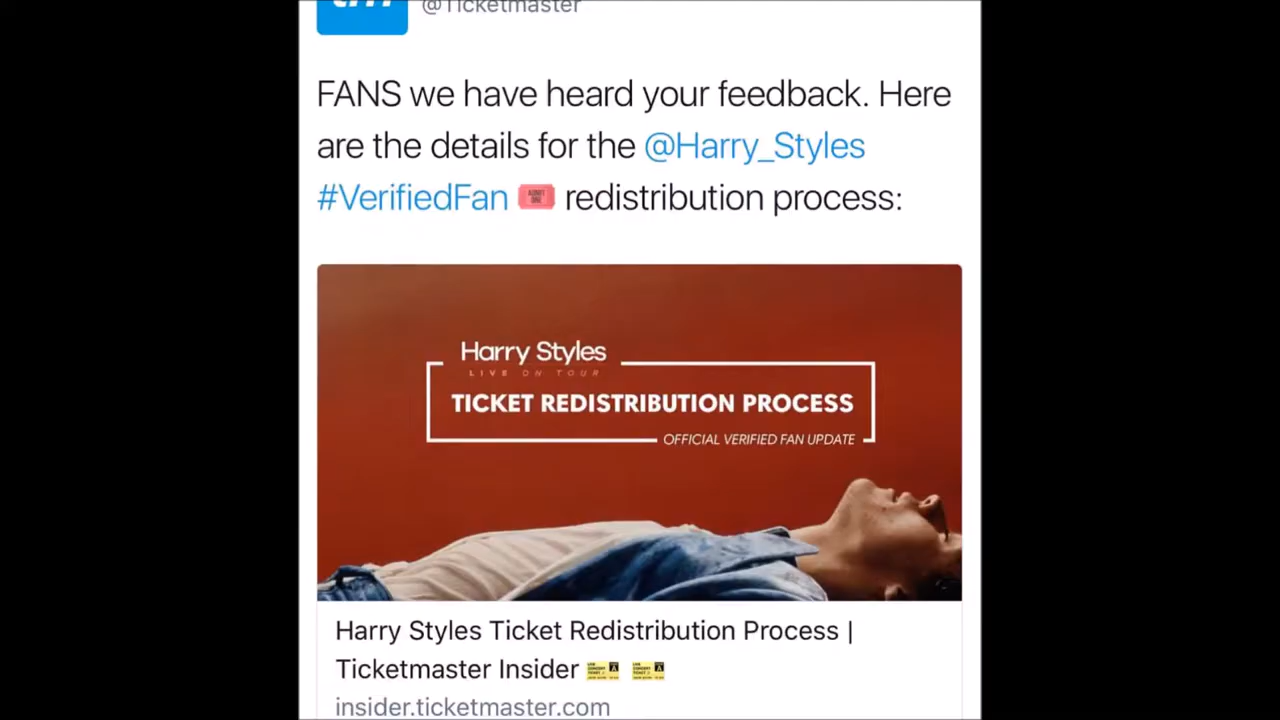 @Ticketmaster
FANS we have heard your feedback. Here
are the details for the @Harry_Styles
#VerifiedFan redistribution process:
Harry Styles
LIVE ON TOUR
TICKET REDISTRIBUTION PROCESS
OFFICIAL VERIFIED FAN UPDATE
Harry Styles Ticket Redistribution Process |
Ticketmaster Insider
insider.ticketmaster.com